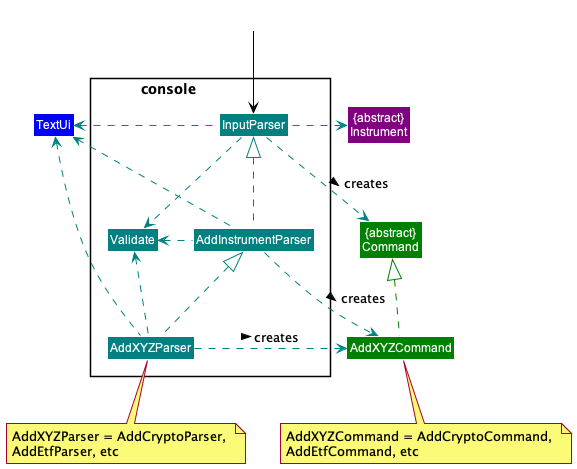 console
TextUi
InputParser
{abstract}
Instrument
creates
Validate
AddInstrumentParser
{abstract}
Command
creates
creates
AddXYZParser
AddXYZCommand
AddXYZParser = AddCryptoParser,
AddEtfParser, etc
AddXYZCommand = AddCryptoCommand,
AddEtfCommand, etc